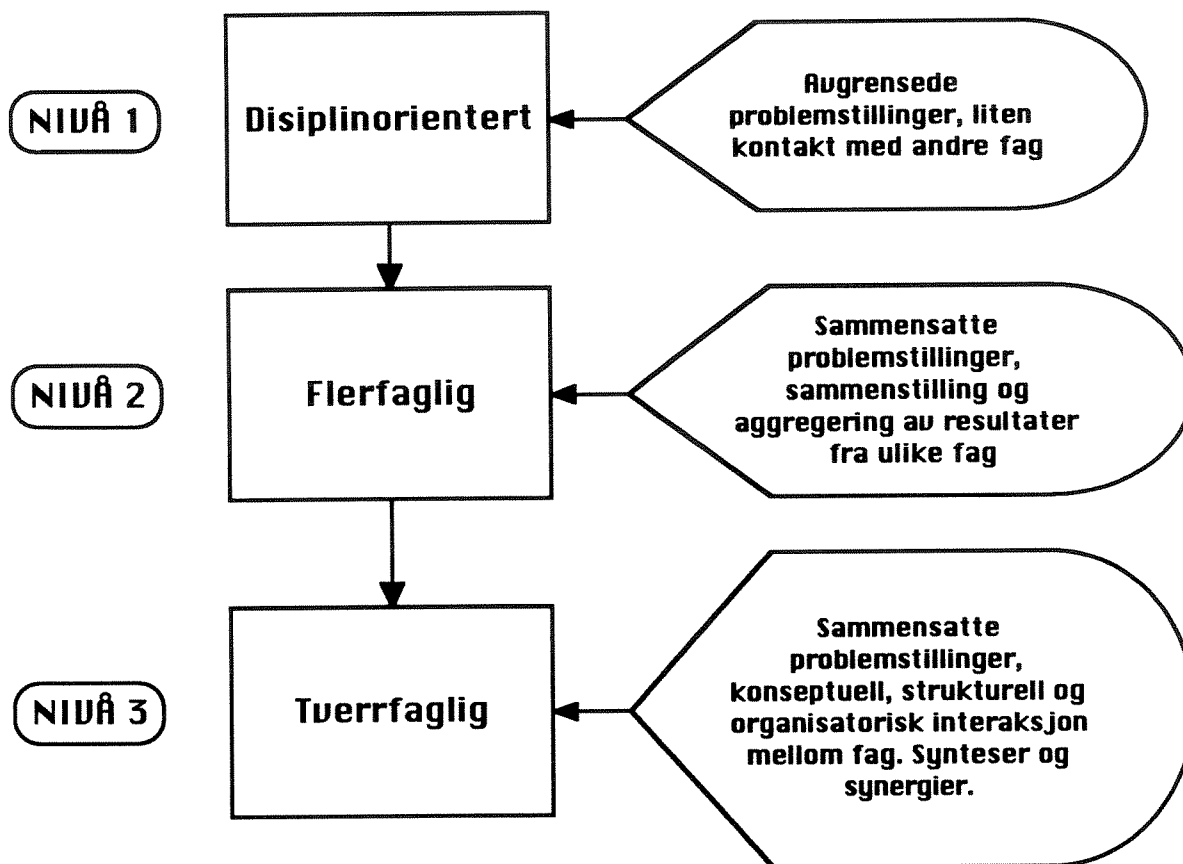 NIVÅ 1
Disiplinorientert
Avgrensede
problemstillinger, liten
kontakt med andre fag
NIVÅ 2
Flerfaglig
Sammensatte
problemstillinger,
sammenstilling og
aggregering av resultater
fra ulike fag
NIVÅ 3
Tverrfaglig
Sammensatte
problemstillinger,
konseptuell, strukturell og
organisatorisk interaksjon
mellom fag. Synteser og
synergier.